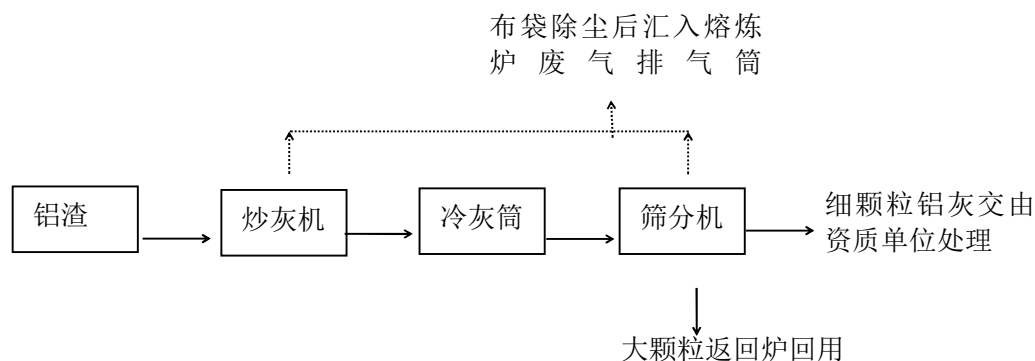 布袋除尘后汇入熔炼
炉废气排气筒
铝渣
炒灰机
冷灰筒
筛分机
细颗粒铝灰交由
资质单位处理
大颗粒返回炉回用